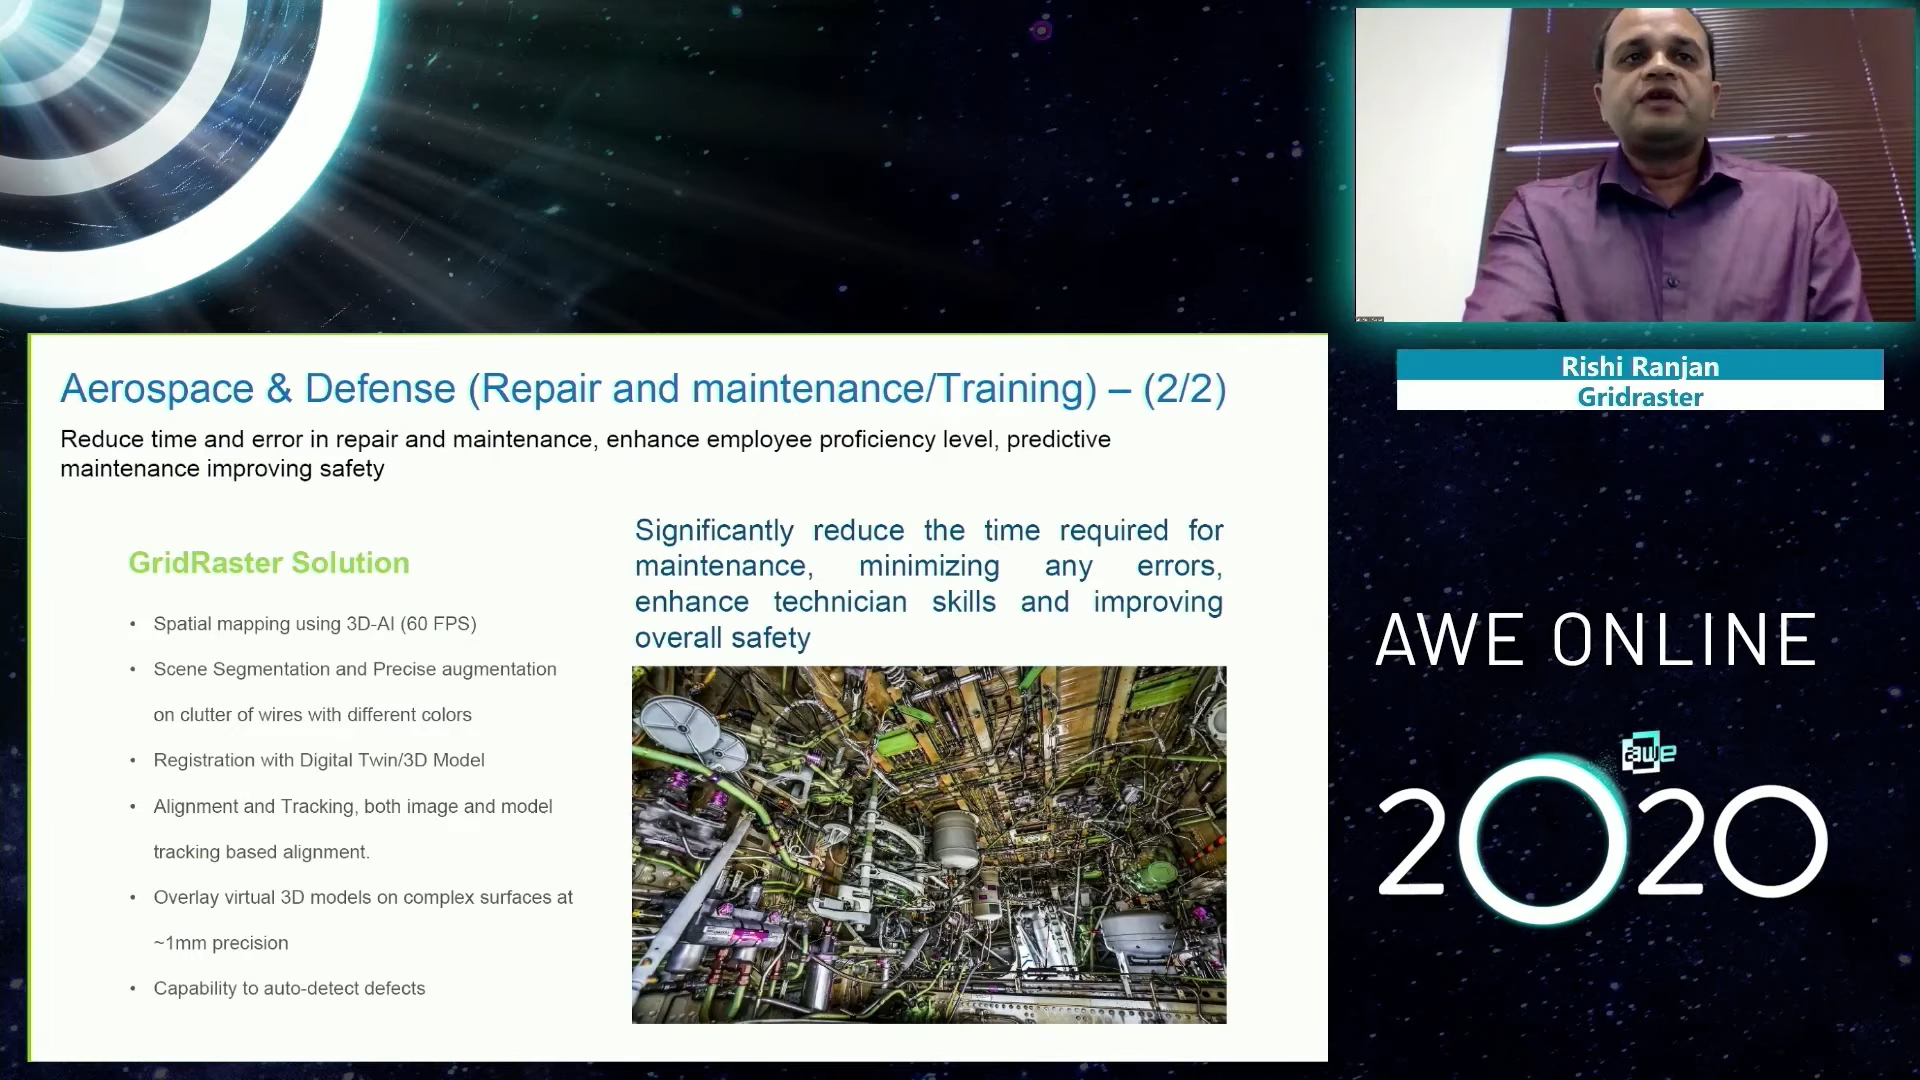 Rishi Ranjan
Gridraster
Aerospace & Defense (Repair and maintenance/Training) – (2/2)
Reduce time and error in repair and maintenance, enhance employee proficiency level, predictive
maintenance improving safety
GridRaster Solution
• Spatial mapping using 3D-AI (60 FPS)
• Scene Segmentation and Precise augmentation
on clutter of wires with different colors
• Registration with Digital Twin/3D Model
• Alignment and Tracking, both image and model
tracking based alignment.
• Overlay virtual 3D models on complex surfaces at
~1mm precision
• Capability to auto-detect defects
Significantly reduce the time required for
maintenance, minimizing any errors,
enhance technician skills and improving
overall safety
AWE ONLINE
awe
2020